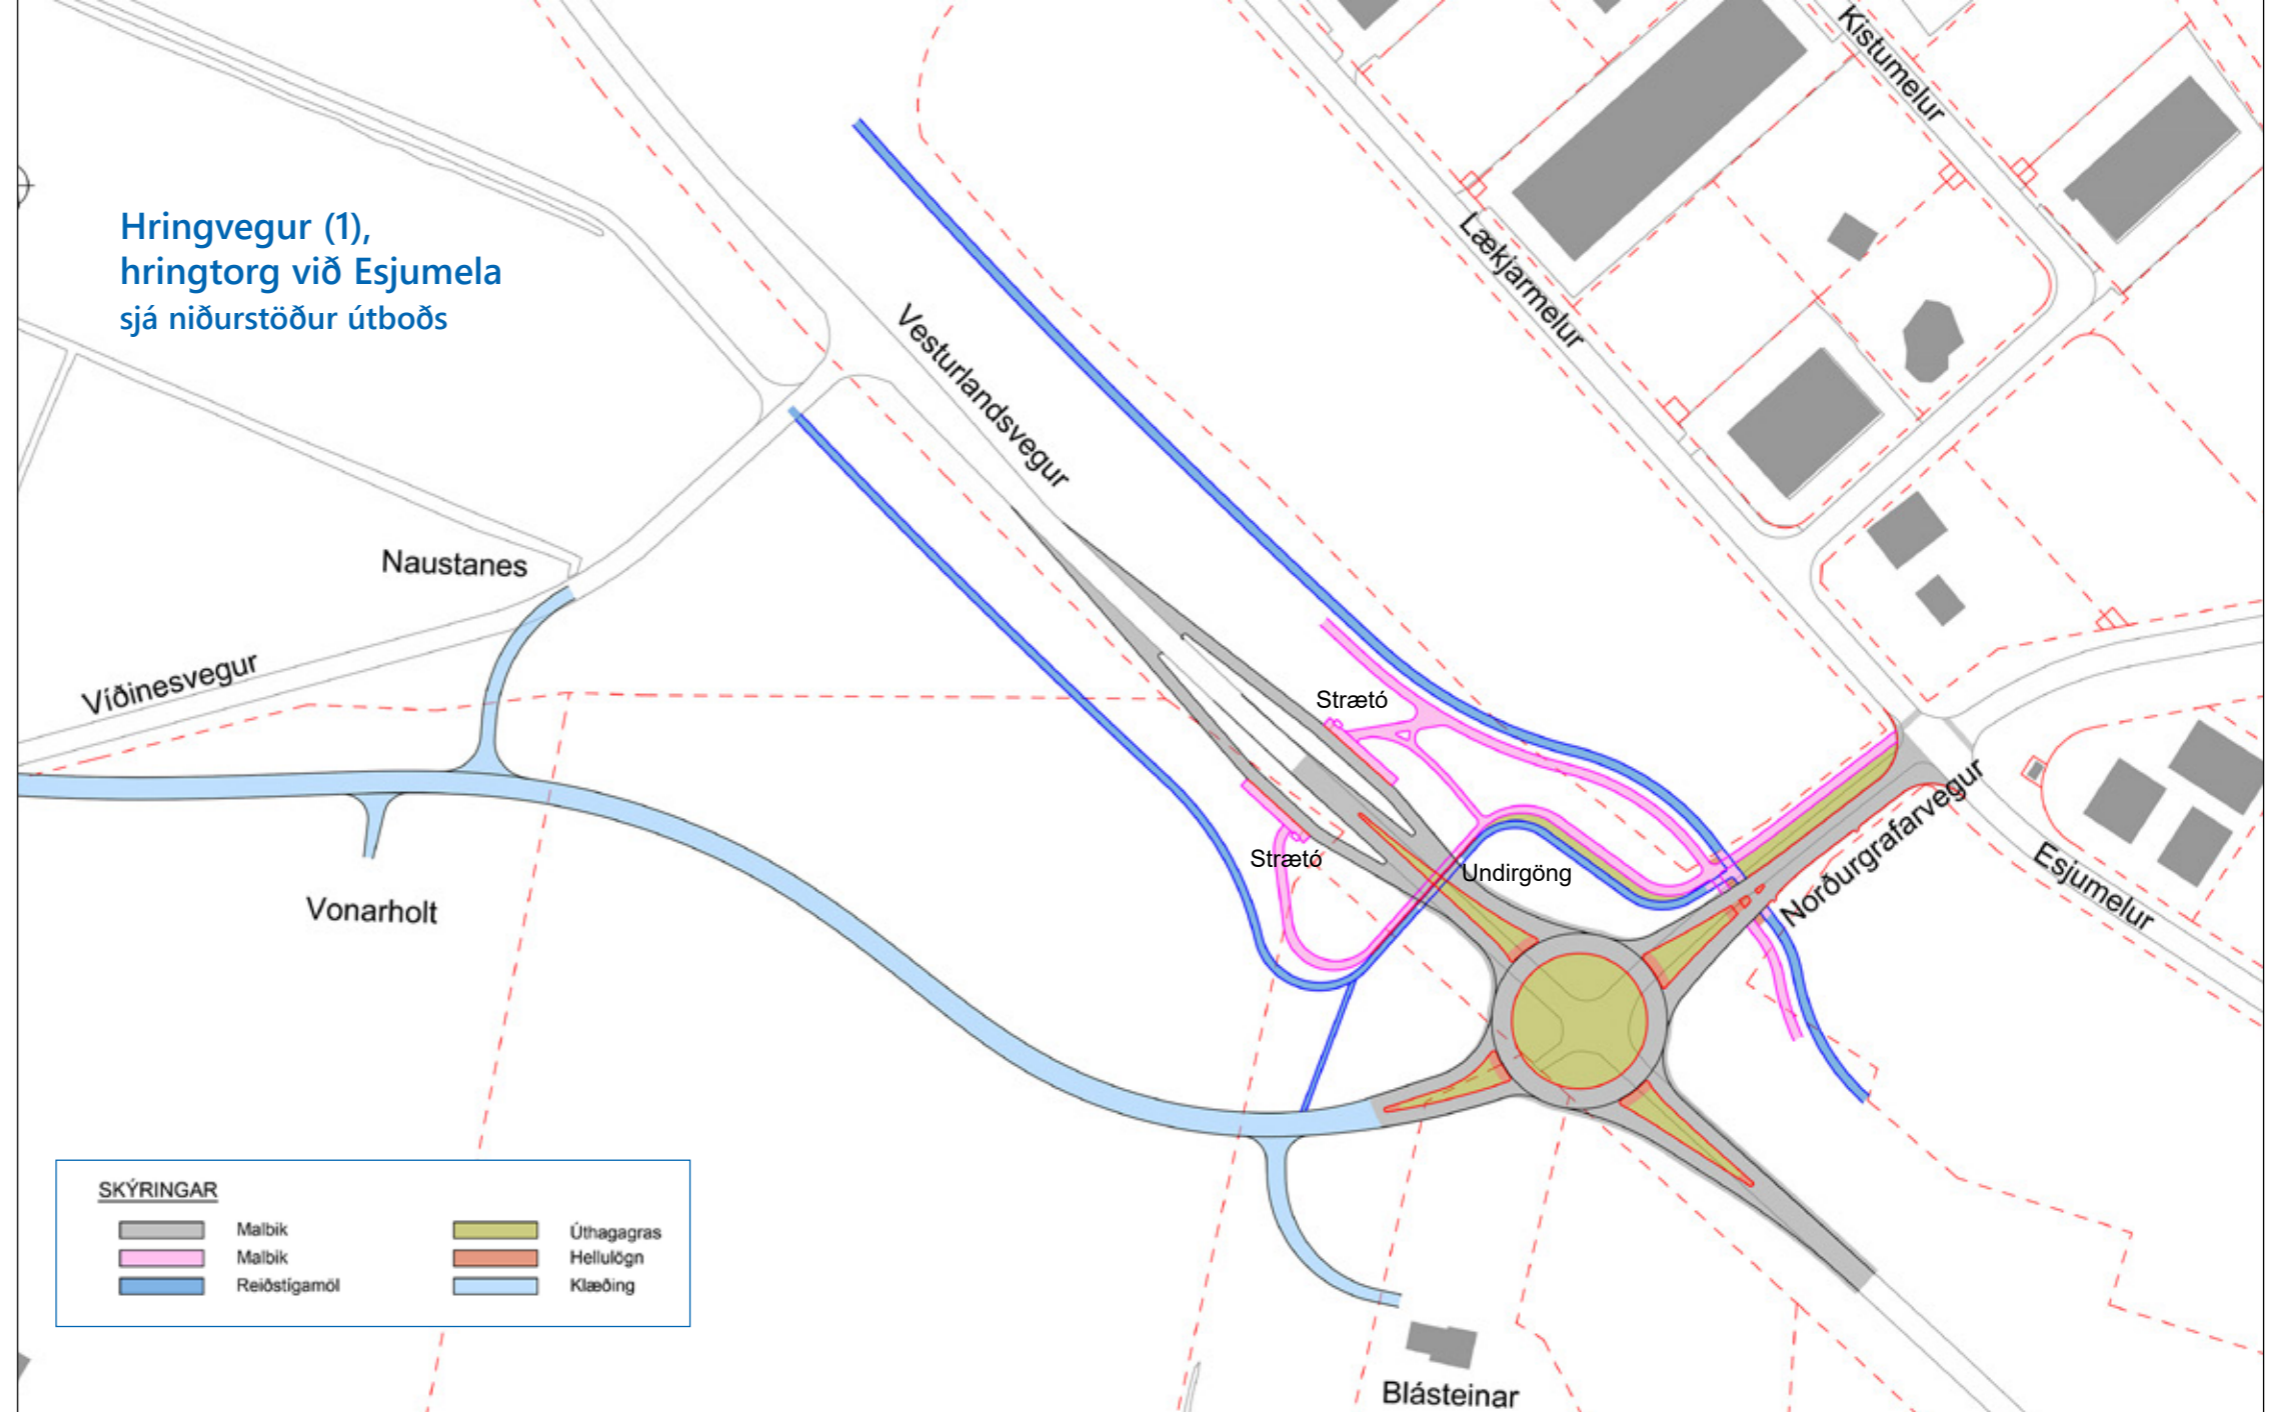 Hringvegur (1),
hringtorg við Esjumela
sjá niðurstöður útboðs
Kistumelur
Lækjarmelur
Vesturlandsvegur
Naustanes
Víðinesvegur
Strætó
Strætó
Undirgöng
Norðurgrafarvegur
Esjumelur
Vonarholt
Blásteinar
SKÝRINGAR
Malbik
Malbik
Reiðstígamöl
Úthagagras
Hellulögn
Klæðing